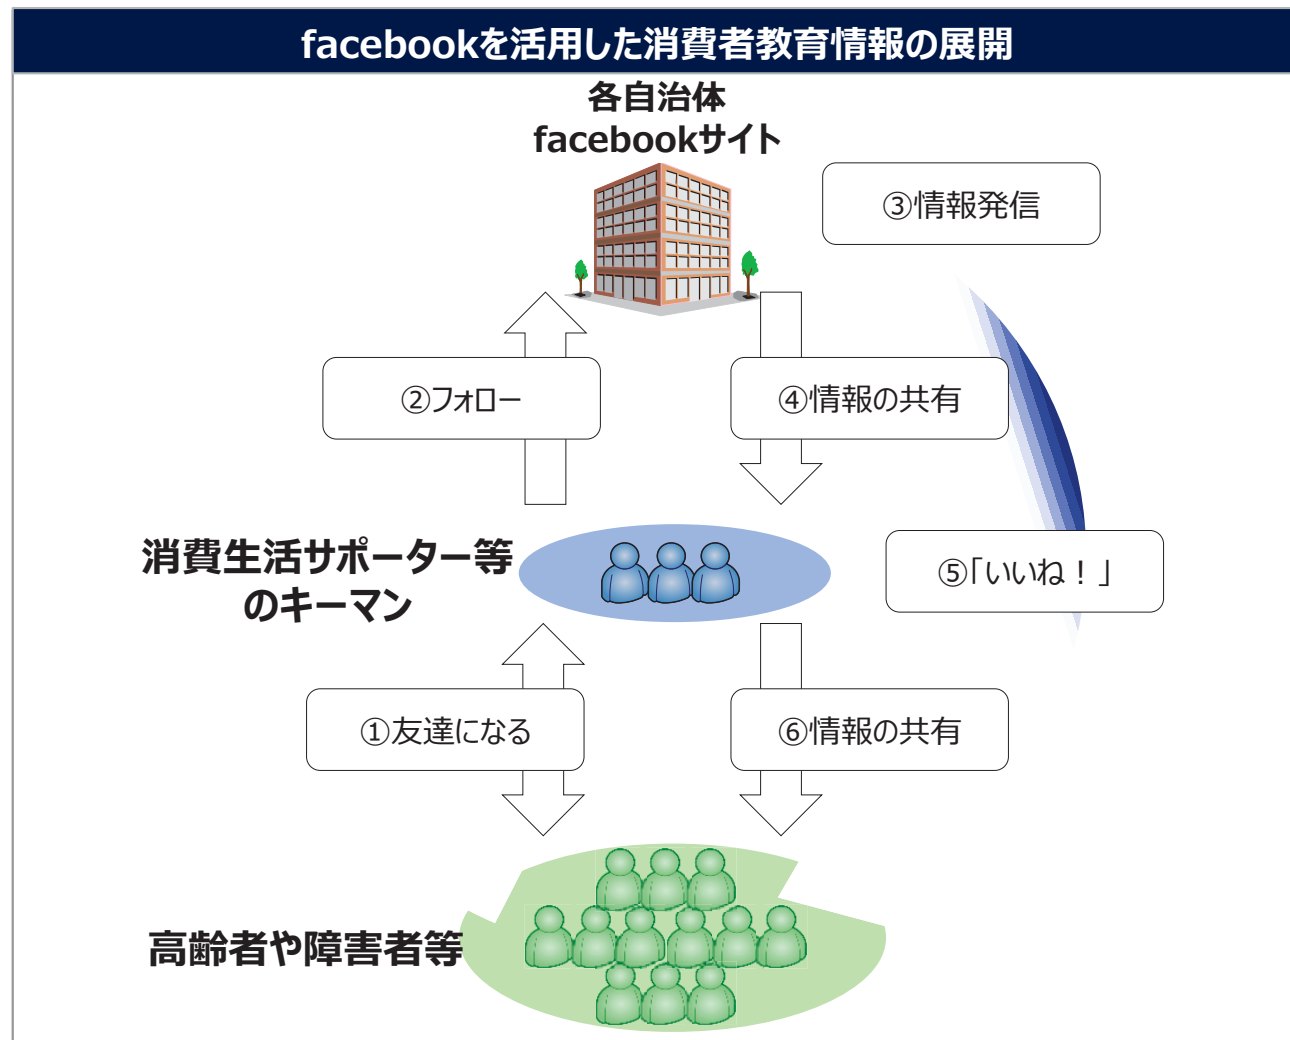 facebookを活用した消費者教育情報の展開
各自治体
facebookサイト
③情報発信
②フォロー
④情報の共有
消費生活サポーター等
のキーマン
⑤「いいね！」
①友達になる
⑥情報の共有
高齢者や障害者等